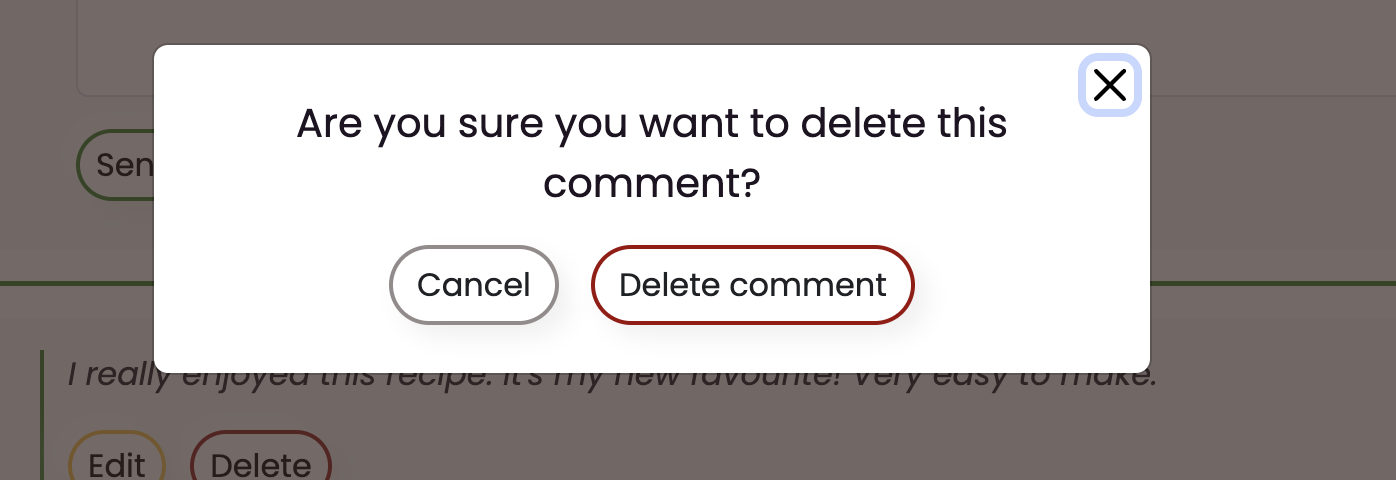 Are you sure you want to delete this
comment?
Sen
Cancel
Delete comment
I really enjoyed this recipe. It's my new favourite! Very easy to make.
Edit
Delete